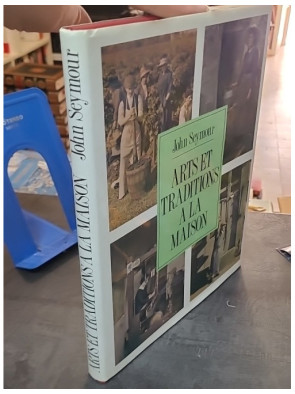 John Seymour
ARTS ET
TRADITIONS
A LA
MAISON
ARTS ET TRADITIONS A LA MAISON John Seymour